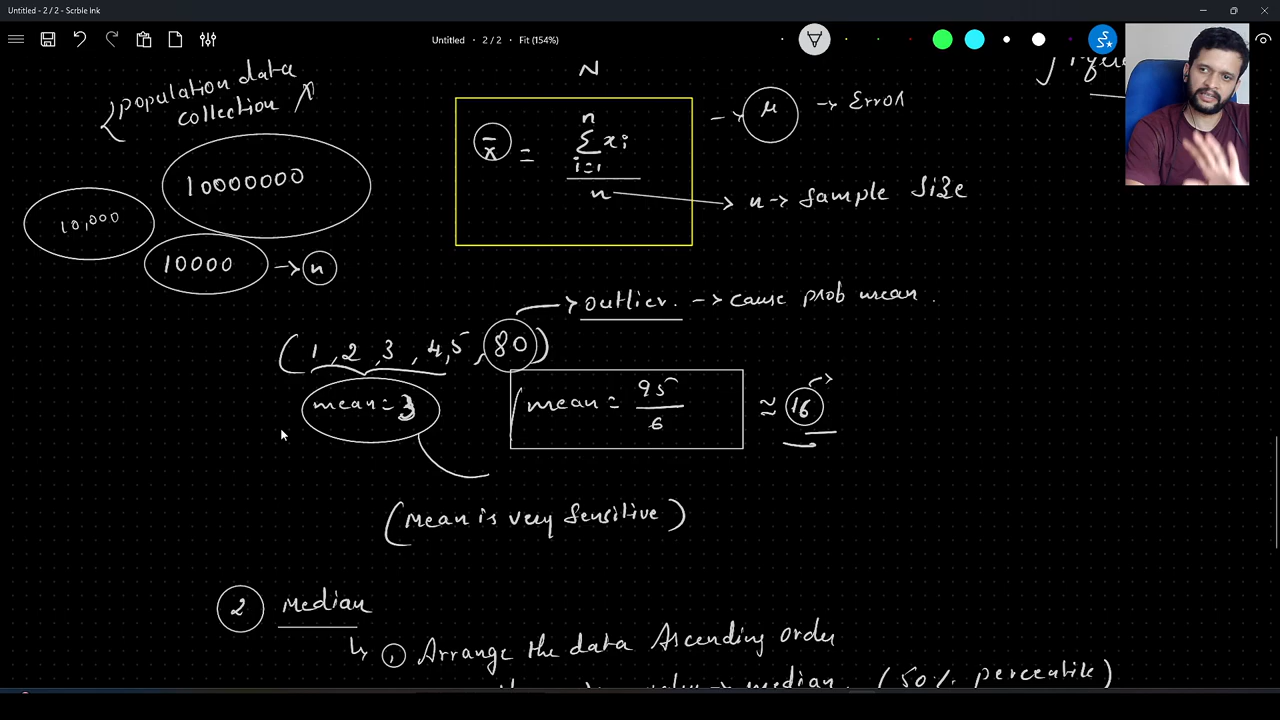 Untitled - 2 / 2 - Scrble Ink
Untitled • 2 / 2 • Fit (154%)
population data
collection
10000000
10,000
10000 → n
N
x̄ = n Σ i=1 xi / n
μ → Error
n → Sample Size
outlier. → cause prob mean.
(1, 2, 3, 4, 5, 80)
mean = 3
mean = 95 / 6 ≈ 16
(Mean is very Sensitive)
2 Median
1 Arrange the data Ascending order
median. (50% percentile)